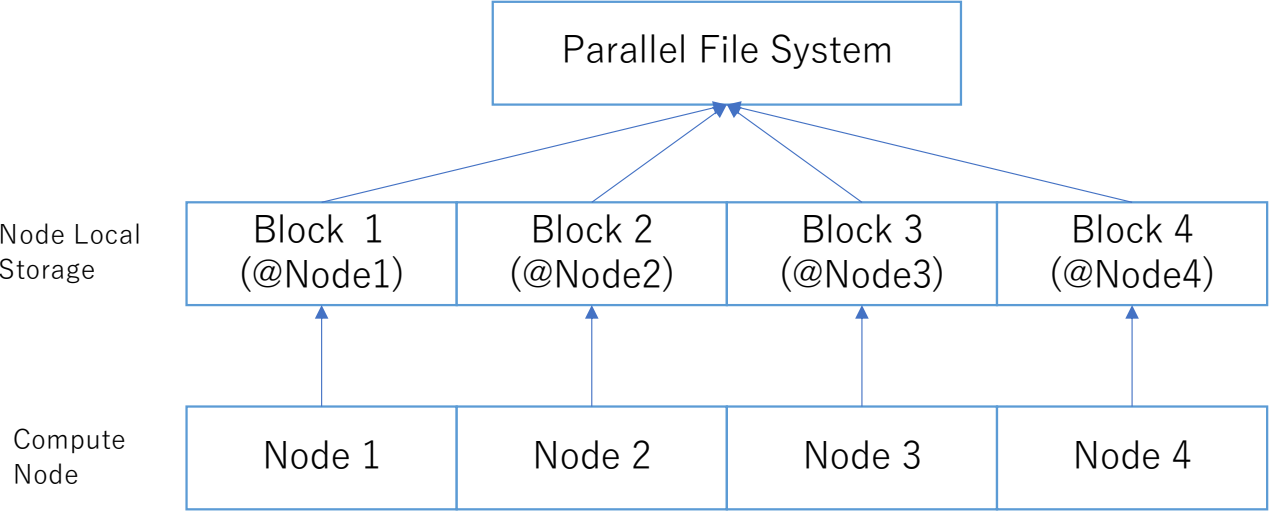 Parallel File System
Node Local
Storage
Block 1
(@Node1)
Block 2
(@Node2)
Block 3
(@Node3)
Block 4
(@Node4)
Compute
Node
Node 1
Node 2
Node 3
Node 4